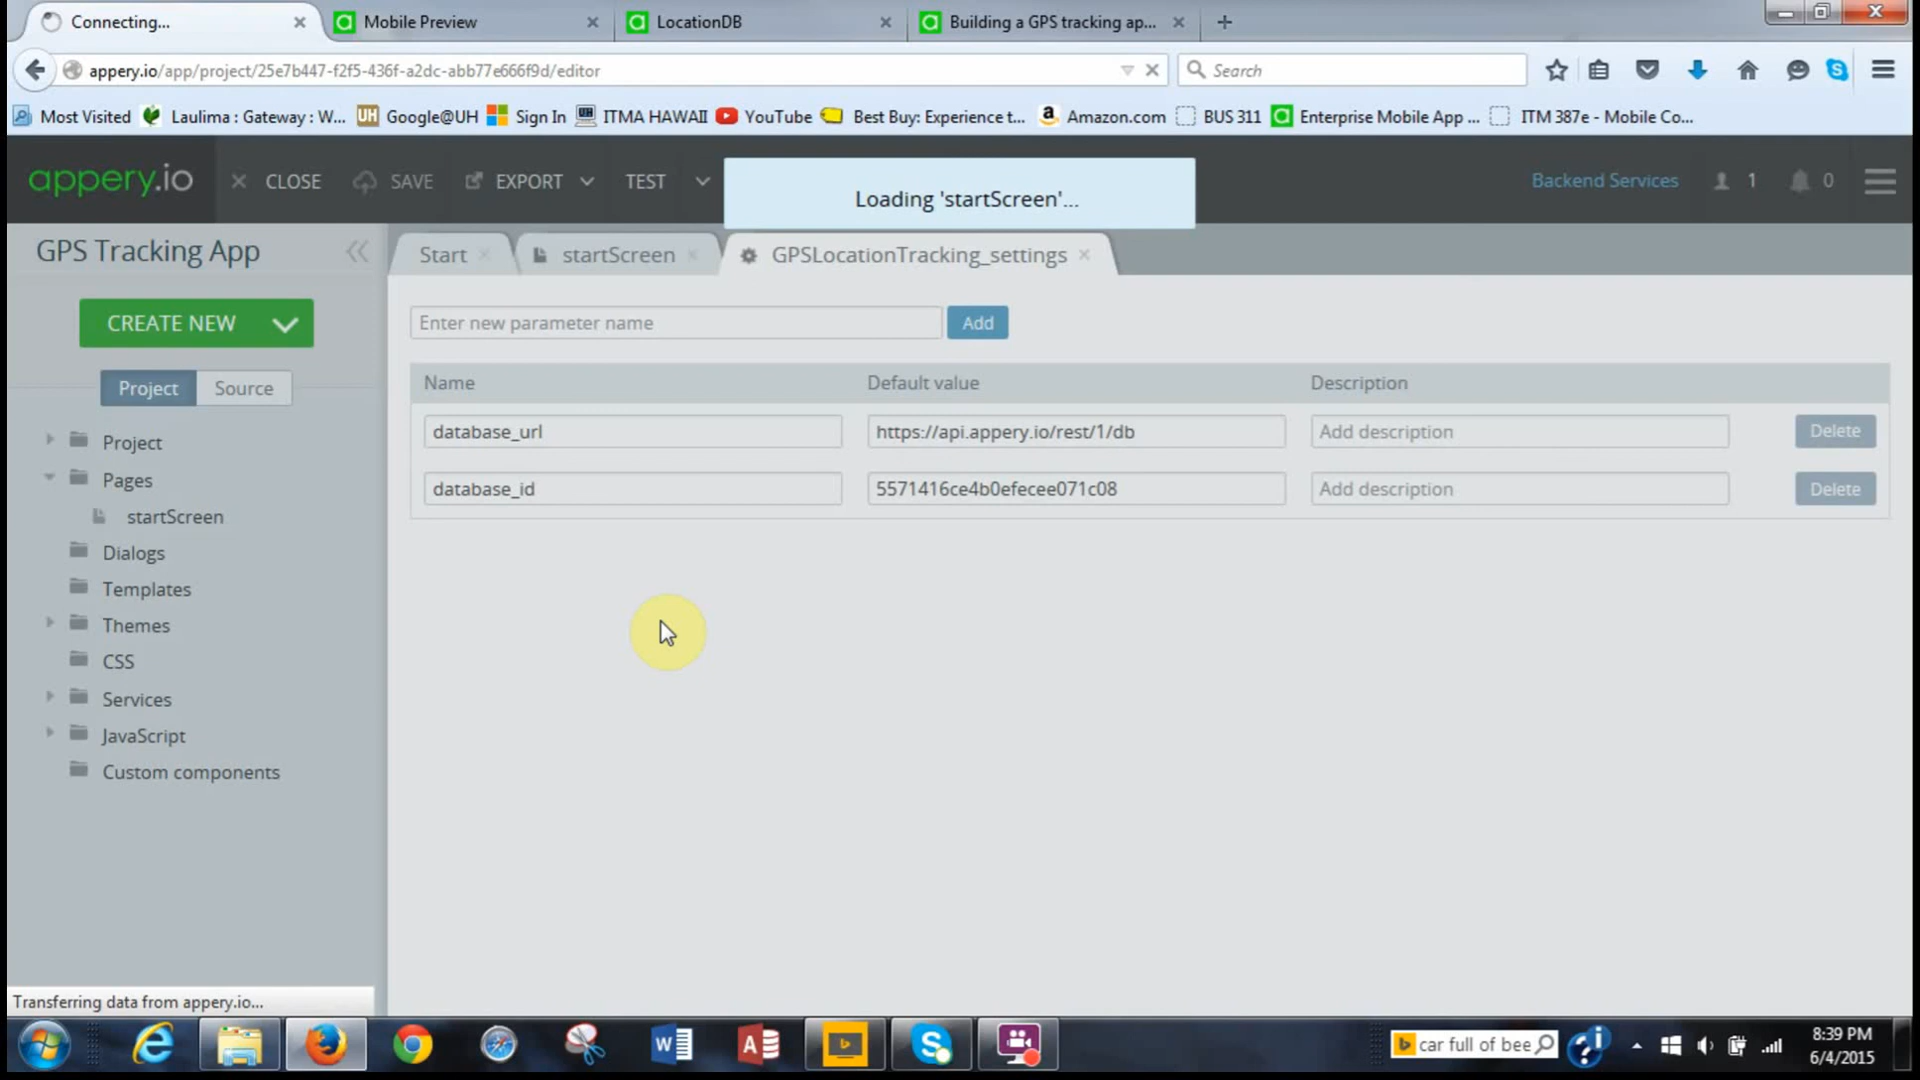 Connecting...
Mobile Preview
LocationDB
Building a GPS tracking ap...
appery.io/app/project/25e7b447-f2f5-436f-a2dc-abb77e666f9d/editor
Search
Most Visited
Laulima : Gateway : W...
UH Google@UH
Sign In
ITMA HAWAII
YouTube
Best Buy: Experience t...
Amazon.com
BUS 311
Enterprise Mobile App ...
ITM 387e - Mobile Co...
appery.io
CLOSE
SAVE
EXPORT
TEST
Loading 'startScreen'...
Backend Services
1
0
GPS Tracking App
Start
startScreen
GPSLocationTracking_settings
CREATE NEW
Enter new parameter name
Add
Project
Source
Name
Default value
Description
database_url
https://api.appery.io/rest/1/db
Add description
Delete
database_id
5571416ce4b0efecee071c08
Add description
Delete
Project
Pages
startScreen
Dialogs
Templates
Themes
CSS
Services
JavaScript
Custom components
Transferring data from appery.io...
car full of bee
8:39 PM
6/4/2015